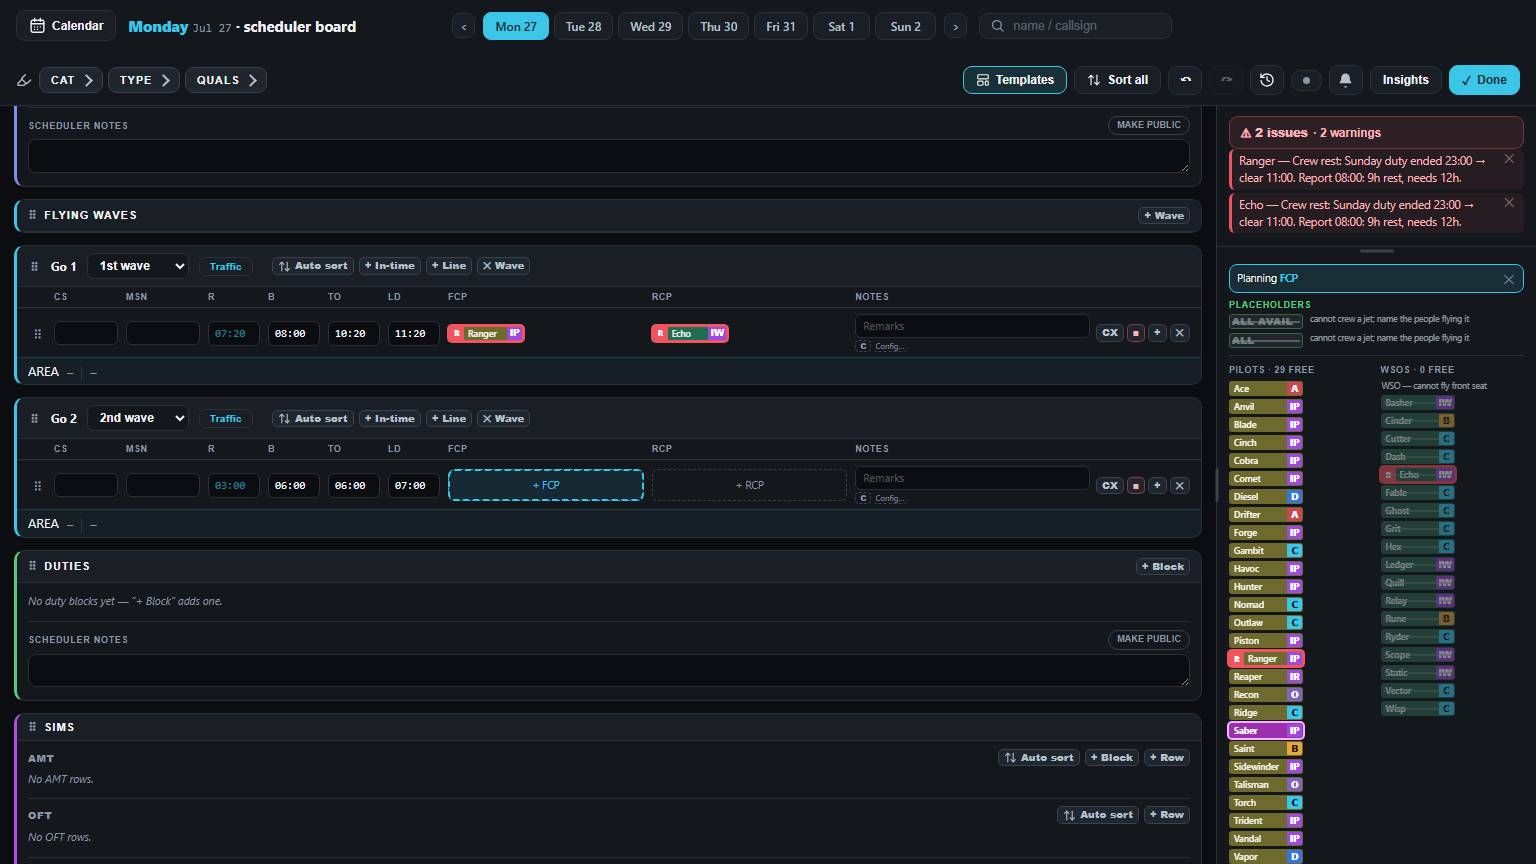 Calendar
Monday Jul 27 · scheduler board
‹
Mon 27
Tue 28
Wed 29
Thu 30
Fri 31
Sat 1
Sun 2
›
name / callsign
CAT
TYPE
QUALS
Templates
Sort all
Insights
✓ Done
SCHEDULER NOTES
MAKE PUBLIC
FLYING WAVES
+ Wave
Go 1
1st wave
Traffic
Auto sort
+ In-time
+ Line
✕ Wave
CS MSN R B TO LD FCP RCP NOTES
07:20 08:00 10:20 11:20
R Ranger IP
R Echo IW
Remarks
CX
+
✕
C Config...
AREA – –
Go 2
2nd wave
Traffic
Auto sort
+ In-time
+ Line
✕ Wave
CS MSN R B TO LD FCP RCP NOTES
03:00 06:00 06:00 07:00
+ FCP
+ RCP
Remarks
CX
+
✕
C Config...
AREA – –
DUTIES
+ Block
No duty blocks yet — "+ Block" adds one.
SCHEDULER NOTES
MAKE PUBLIC
SIMS
AMT
Auto sort
+ Block
+ Row
No AMT rows.
OFT
Auto sort
+ Row
No OFT rows.
⚠ 2 issues · 2 warnings
Ranger — Crew rest: Sunday duty ended 23:00 →
clear 11:00. Report 08:00: 9h rest, needs 12h.
Echo — Crew rest: Sunday duty ended 23:00 →
clear 11:00. Report 08:00: 9h rest, needs 12h.
Planning FCP
PLACEHOLDERS
ALL AVAIL cannot crew a jet; name the people flying it
ALL cannot crew a jet; name the people flying it
PILOTS · 29 FREE
Ace A
Anvil IP
Blade IP
Cinch IP
Cobra IP
Comet IP
Diesel D
Drifter A
Forge IP
Gambit C
Havoc IP
Hunter IP
Nomad C
Outlaw C
Piston IP
R Ranger IP
Reaper IR
Recon O
Ridge C
Saber IP
Saint B
Sidewinder IP
Talisman O
Torch C
Trident IP
Vandal IP
Vapor D
WSOS · 0 FREE
WSO — cannot fly front seat
Basher IW
Cinder B
Cutter C
Dash C
R Echo IW
Fable C
Ghost C
Grit C
Hex C
Ledger IW
Quill IW
Relay IW
Rune B
Ryder C
Scope IW
Static IW
Vector C
Wisp C